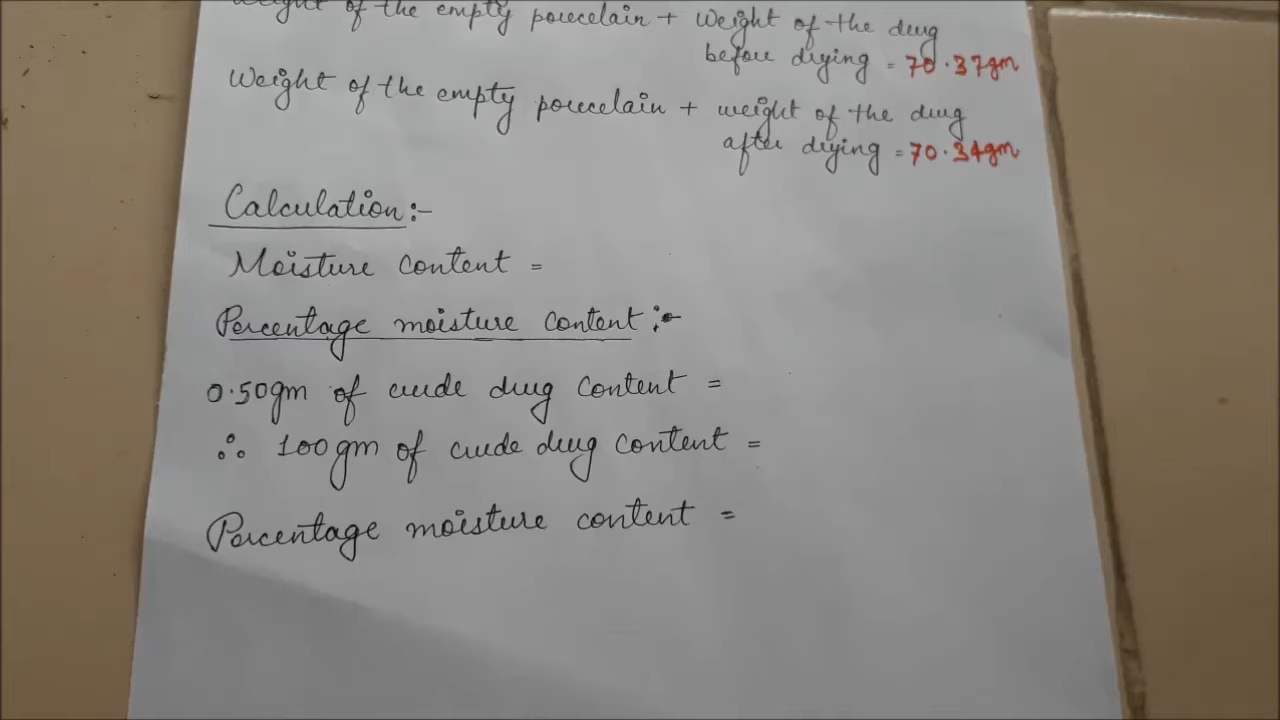 Weight of the empty porcelain + Weight of the drug
before drying = 70.37gm
Weight of the empty porcelain + weight of the drug
after drying = 70.34gm
Calculation:-
Moisture content =
Percentage moisture content :-
0.50gm of crude drug content =
∴ 100gm of crude drug content =
Percentage moisture content =